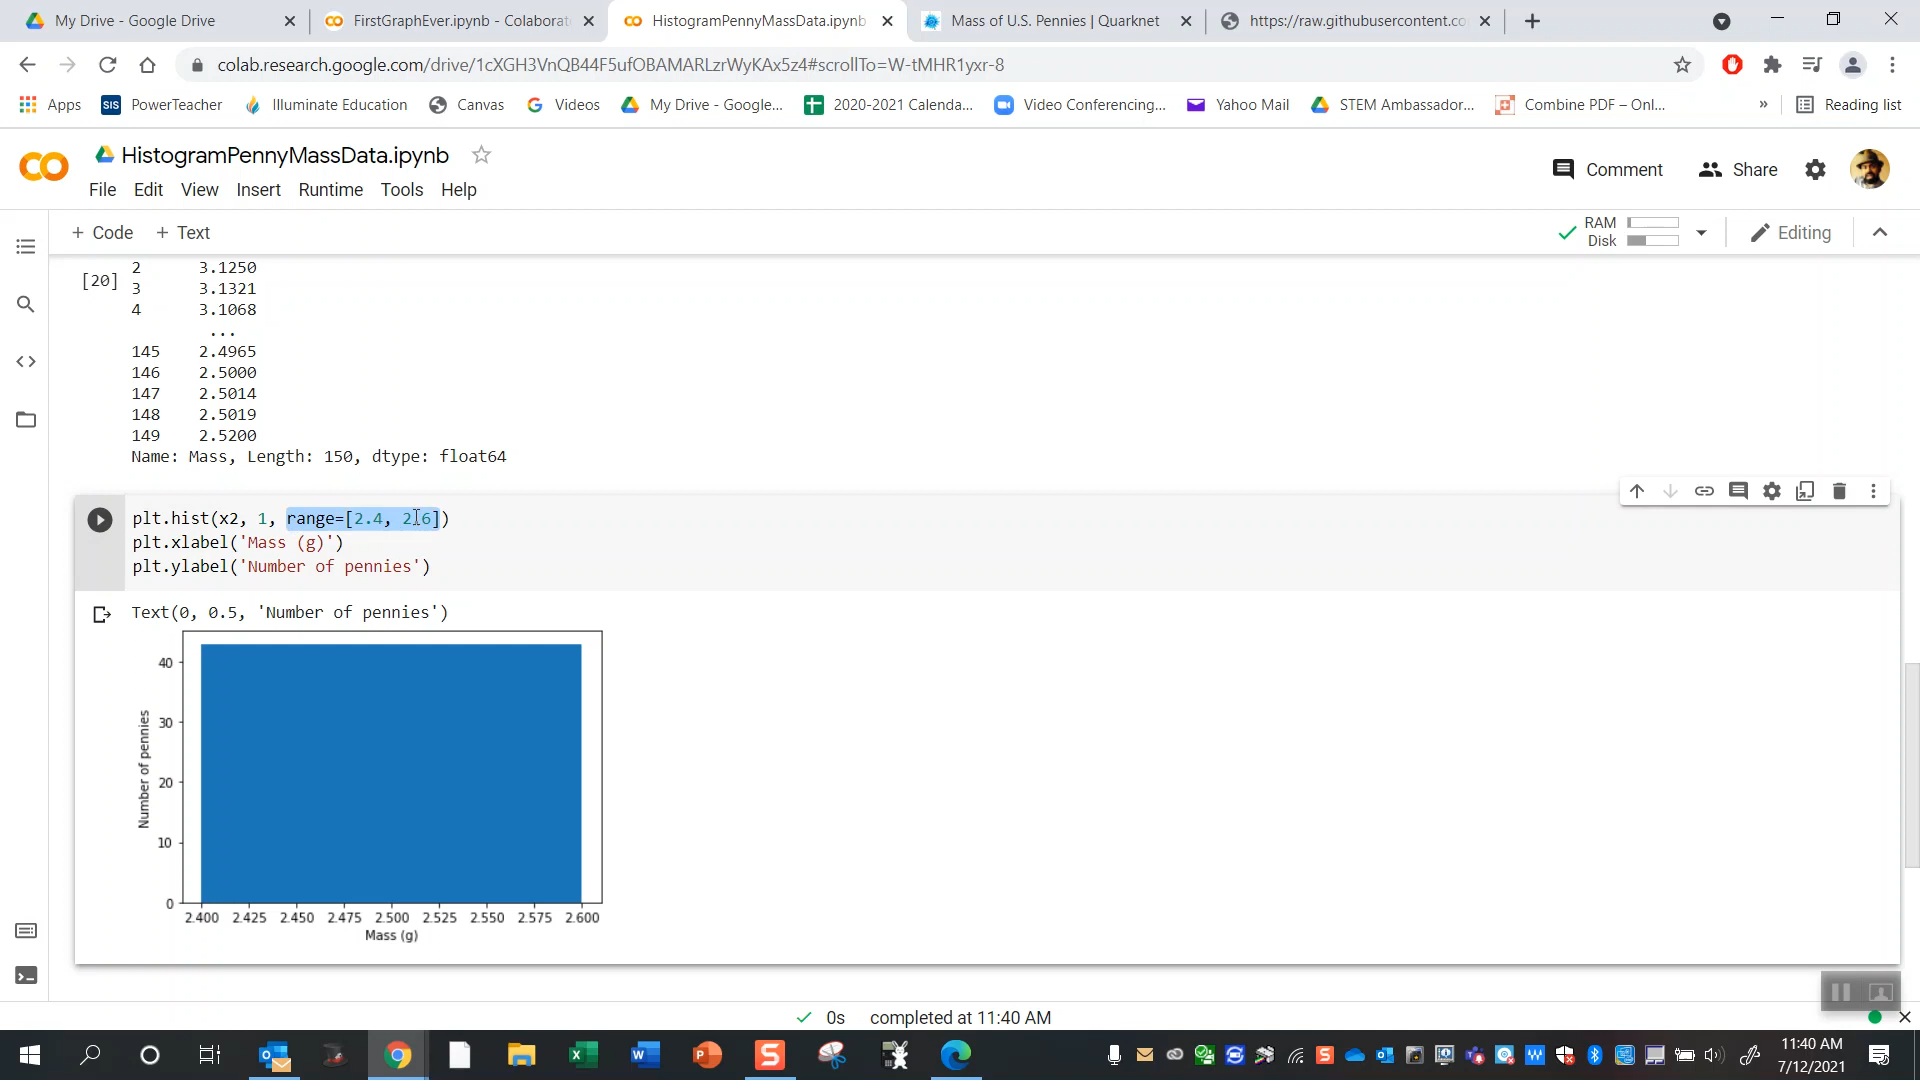 My Drive - Google Drive
FirstGraphEver.ipynb - Colaborat
HistogramPennyMassData.ipynb
Mass of U.S. Pennies | Quarknet
https://raw.githubusercontent.co
colab.research.google.com/drive/1cXGH3VnQB44F5ufOBAMARLzrWyKAx5z4#scrollTo=W-tMHR1yxr-8
Apps
SIS PowerTeacher
Illuminate Education
Canvas
Videos
My Drive - Google...
2020-2021 Calenda...
Video Conferencing...
Yahoo Mail
STEM Ambassador...
Combine PDF – Onl...
»
Reading list
HistogramPennyMassData.ipynb
File Edit View Insert Runtime Tools Help
Comment
Share
+ Code + Text
RAM
Disk
Editing
[20]
2 3.1250
3 3.1321
4 3.1068
...
145 2.4965
146 2.5000
147 2.5014
148 2.5019
149 2.5200
Name: Mass, Length: 150, dtype: float64
plt.hist(x2, 1, range=[2.4, 2.6])
plt.xlabel('Mass (g)')
plt.ylabel('Number of pennies')
Text(0, 0.5, 'Number of pennies')
40
30
20
10
0
Number of pennies
2.400 2.425 2.450 2.475 2.500 2.525 2.550 2.575 2.600
Mass (g)
0s completed at 11:40 AM
11:40 AM
7/12/2021